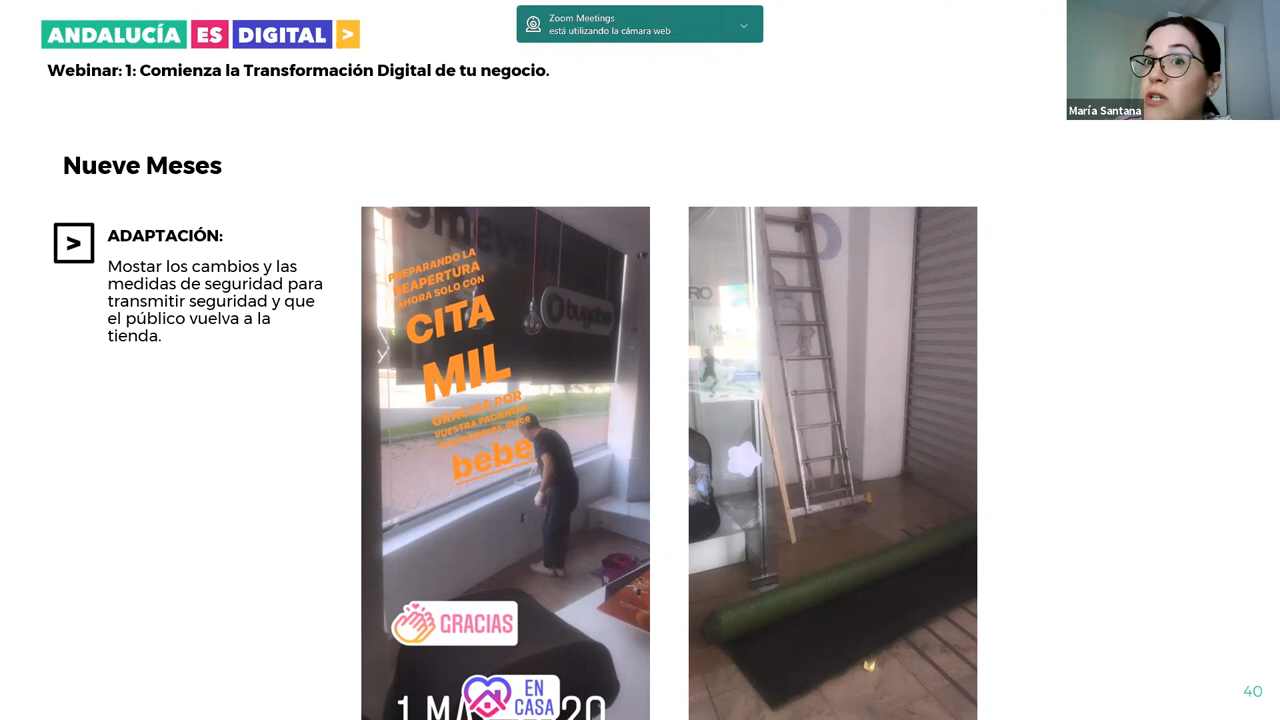 ANDALUCÍA ES DIGITAL >
Zoom Meetings
está utilizando la cámara web
Webinar: 1: Comienza la Transformación Digital de tu negocio.
María Santana
Nueve Meses
>
ADAPTACIÓN:
Mostar los cambios y las
medidas de seguridad para
transmitir seguridad y que
el público vuelva a la
tienda.
PREPARANDO LA
REAPERTURA
AHORA SOLO CON
CITA
MIL
GRACIAS POR
VUESTRA PACIENCIA
bebe
bugaboo
GRACIAS
EN
CASA
40